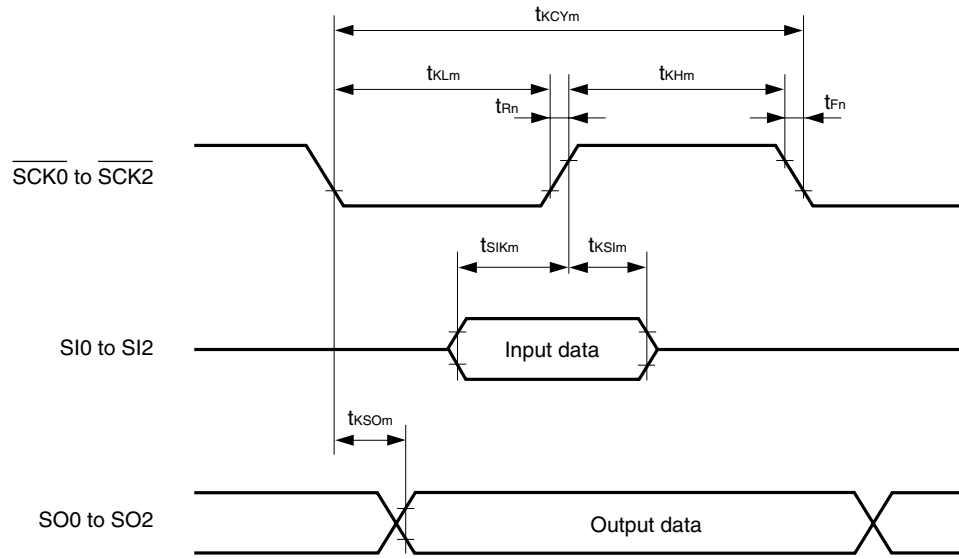 tKCYm
tKLm
tKHm
tRn
tFn
SCK0 to SCK2
tSIKm
tKSIm
SI0 to SI2
Input data
tKSOm
SO0 to SO2
Output data